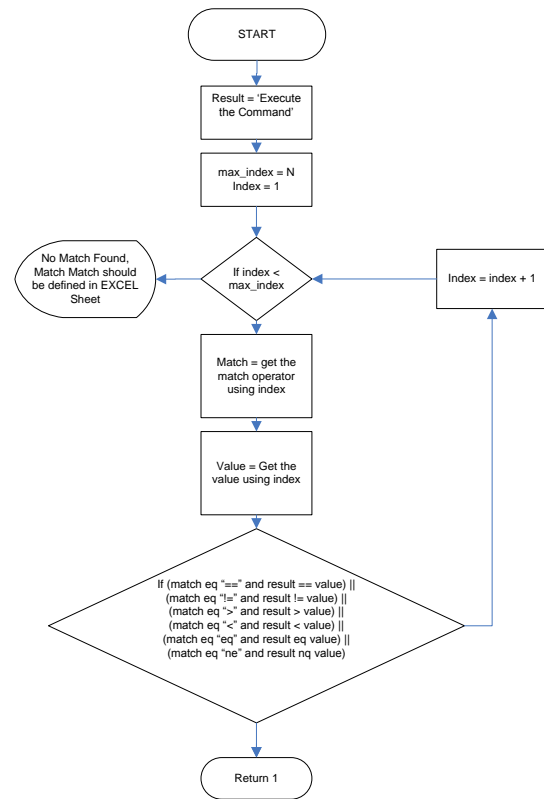 START
Result = ‘Execute
the Command’
max_index = N
Index = 1
No Match Found,
Match Match should
be defined in EXCEL
Sheet
If index <
max_index
Index = index + 1
Match = get the
match operator
using index
Value = Get the
value using index
If (match eq “==” and result == value) ||
(match eq “!=” and result != value) ||
(match eq “>” and result > value) ||
(match eq “<” and result < value) ||
(match eq “eq” and result eq value) ||
(match eq “ne” and result nq value)
Return 1